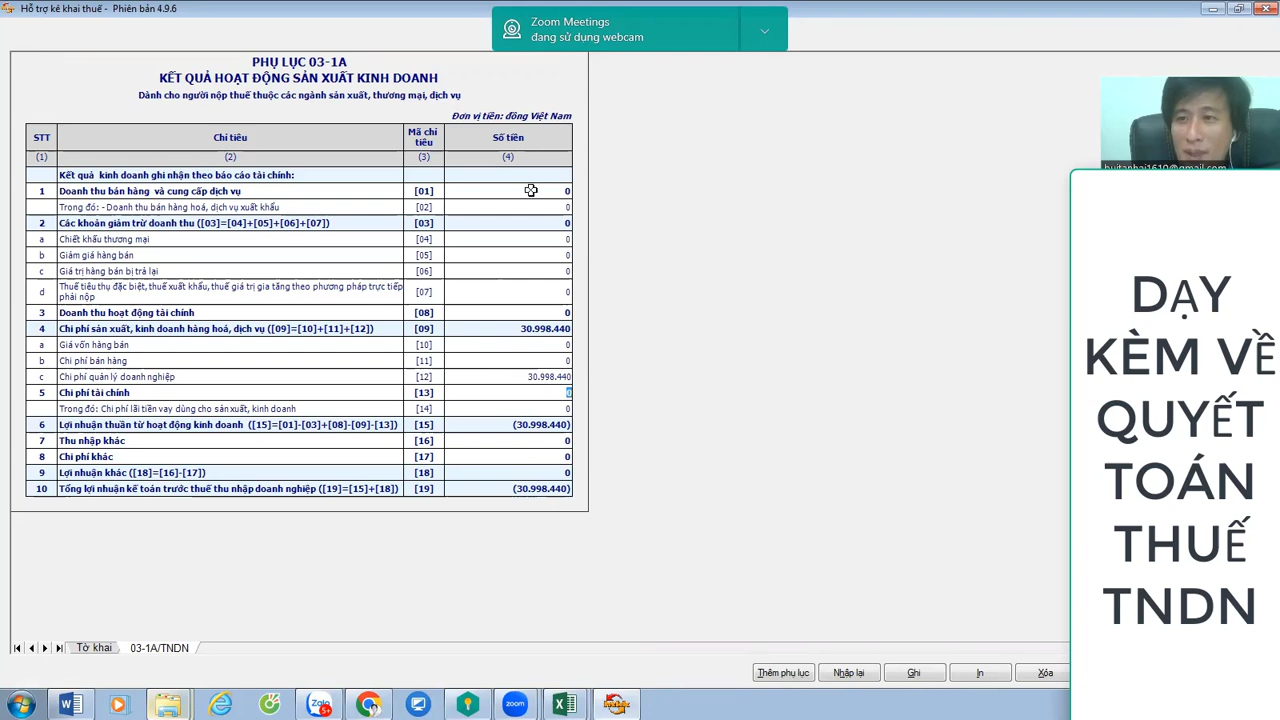 Hỗ trợ kê khai thuế - Phiên bản 4.9.6
Zoom Meetings
đang sử dụng webcam
PHỤ LỤC 03-1A
KẾT QUẢ HOẠT ĐỘNG SẢN XUẤT KINH DOANH
Dành cho người nộp thuế thuộc các ngành sản xuất, thương mại, dịch vụ
Đơn vị tiền: đồng Việt Nam
STT Chỉ tiêu Mã chỉ tiêu Số tiền
(1) (2) (3) (4)
Kết quả kinh doanh ghi nhận theo báo cáo tài chính:
1 Doanh thu bán hàng và cung cấp dịch vụ [01] 0
Trong đó: - Doanh thu bán hàng hoá, dịch vụ xuất khẩu [02] 0
2 Các khoản giảm trừ doanh thu ([03]=[04]+[05]+[06]+[07]) [03] 0
a Chiết khấu thương mại [04] 0
b Giảm giá hàng bán [05] 0
c Giá trị hàng bán bị trả lại [06] 0
d Thuế tiêu thụ đặc biệt, thuế xuất khẩu, thuế giá trị gia tăng theo phương pháp trực tiếp phải nộp [07] 0
3 Doanh thu hoạt động tài chính [08] 0
4 Chi phí sản xuất, kinh doanh hàng hoá, dịch vụ ([09]=[10]+[11]+[12]) [09] 30.998.440
a Giá vốn hàng bán [10] 0
b Chi phí bán hàng [11] 0
c Chi phí quản lý doanh nghiệp [12] 30.998.440
5 Chi phí tài chính [13] 0
Trong đó: Chi phí lãi tiền vay dùng cho sản xuất, kinh doanh [14] 0
6 Lợi nhuận thuần từ hoạt động kinh doanh ([15]=[01]-[03]+[08]-[09]-[13]) [15] (30.998.440)
7 Thu nhập khác [16] 0
8 Chi phí khác [17] 0
9 Lợi nhuận khác ([18]=[16]-[17]) [18] 0
10 Tổng lợi nhuận kế toán trước thuế thu nhập doanh nghiệp ([19]=[15]+[18]) [19] (30.998.440)
Tờ khai 03-1A/TNDN
Thêm phụ lục Nhập lại Ghi In Xóa
buitanhai1610@gmail.com
DẠY
KÈM VỀ
QUYẾT
TOÁN
THUẾ
TNDN
Zalo
5+
zoom